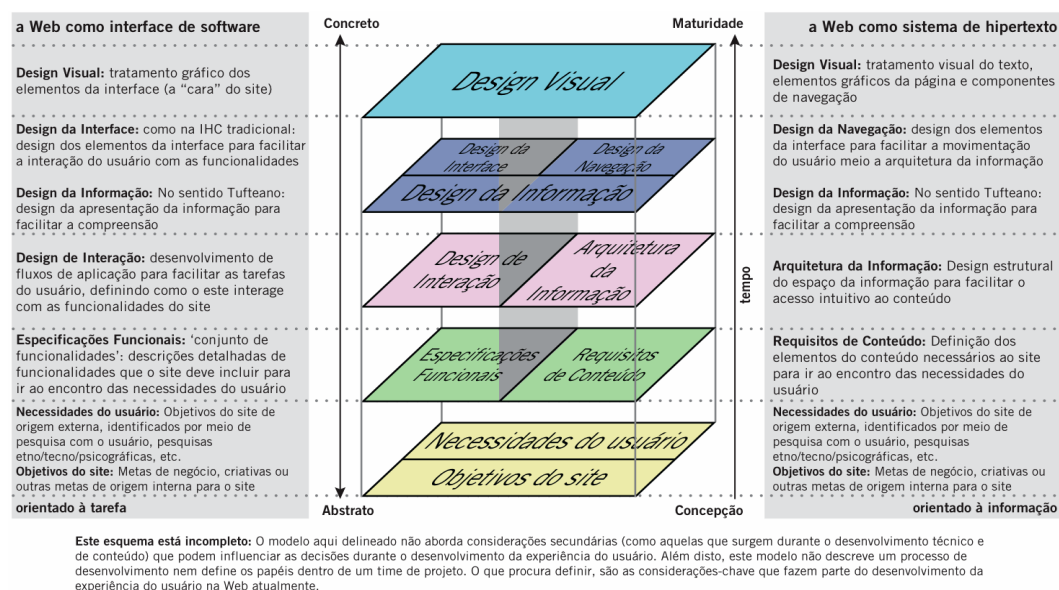 a Web como interface de software
Concreto
Maturidade
a Web como sistema de hipertexto
Design Visual: tratamento gráfico dos
elementos da interface (a “cara” do site)
Design da Interface: como na IHC tradicional:
design dos elementos da interface para facilitar
a interação do usuário com as funcionalidades
Design da Informação: No sentido Tufteano:
design da apresentação da informação para
facilitar a compreensão
Design de Interação: desenvolvimento de
fluxos de aplicação para facilitar as tarefas
do usuário, definindo como o este interage
com as funcionalidades do site
Especificações Funcionais: ‘conjunto de
funcionalidades’: descrições detalhadas de
funcionalidades que o site deve incluir para
ir ao encontro das necessidades do usuário
Necessidades do usuário: Objetivos do site de
origem externa, identificados por meio de
pesquisa com o usuário, pesquisas
etno/tecno/psicográficas, etc.
Objetivos do site: Metas de negócio, criativas ou
outras metas de origem interna para o site
orientado à tarefa
Design Visual
Design da
Interface
Design da
Navegação
Design da Informação
Design de
Interação
Arquitetura
da
Informação
Especificações
Funcionais
Requisitos
de Conteúdo
Necessidades do usuário
Objetivos do site
tempo
Abstrato
Concepção
Design Visual: tratamento visual do texto,
elementos gráficos da página e componentes
de navegação
Design da Navegação: design dos elementos
da interface para facilitar a movimentação
do usuário meio a arquitetura da informação
Design da Informação: No sentido Tufteano:
design da apresentação da informação para
facilitar a compreensão
Arquitetura da Informação: Design estrutural
do espaço da informação para facilitar o
acesso intuitivo ao conteúdo
Requisitos de Conteúdo: Definição dos
elementos do conteúdo necessários ao site
para ir ao encontro das necessidades do
usuário
Necessidades do usuário: Objetivos do site de
origem externa, identificados por meio de
pesquisa com o usuário, pesquisas
etno/tecno/psicográficas, etc.
Objetivos do site: Metas de negócio, criativas ou
outras metas de origem interna para o site
orientado à informação
Este esquema está incompleto: O modelo aqui delineado não aborda considerações secundárias (como aquelas que surgem durante o desenvolvimento técnico e
de conteúdo) que podem influenciar as decisões durante o desenvolvimento da experiência do usuário. Além disto, este modelo não descreve um processo de
desenvolvimento nem define os papéis dentro de um time de projeto. O que procura definir, são as considerações-chave que fazem parte do desenvolvimento da
experiência do usuário na Web atualmente.